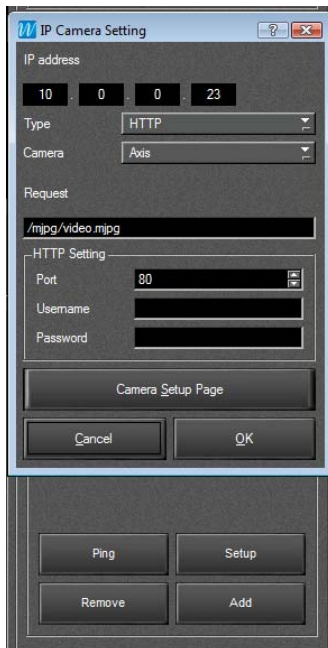 W IP Camera Setting ?
IP address
10 . 0 . 0 . 23
Type HTTP
Camera Axis
Request
/mjpg/video.mjpg
HTTP Setting
Port 80
Username
Password
Camera Setup Page
Cancel OK
Ping Setup
Remove Add